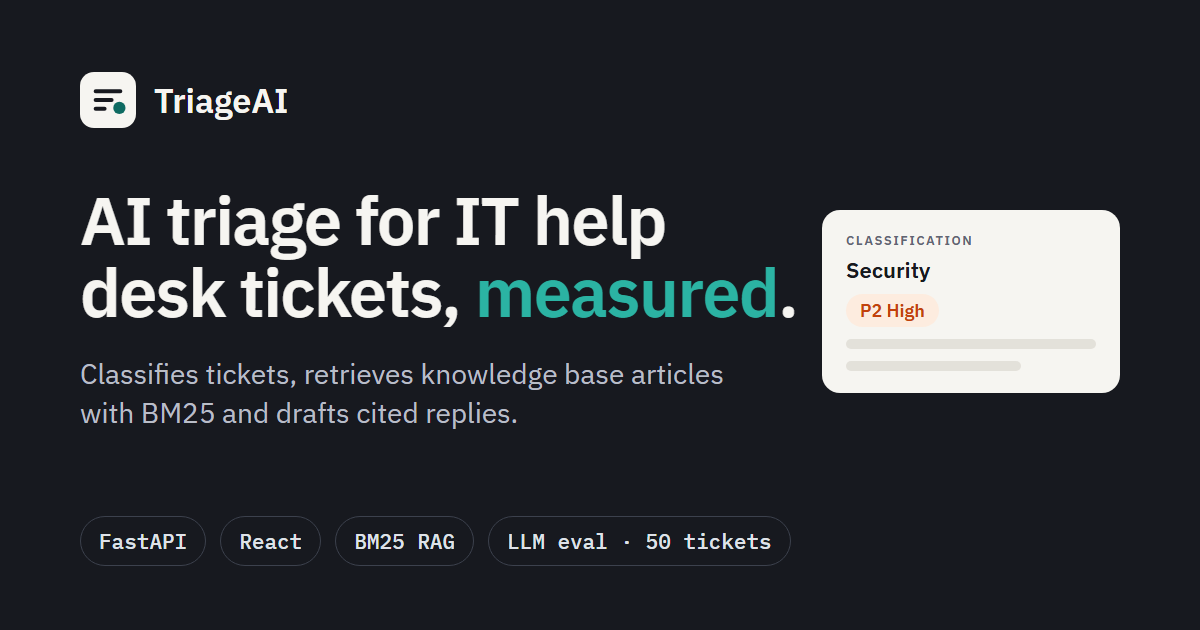 TriageAI
AI triage for IT help
desk tickets, measured.
Classifies tickets, retrieves knowledge base articles
with BM25 and drafts cited replies.
CLASSIFICATION
Security
P2 High
FastAPI
React
BM25 RAG
LLM eval · 50 tickets